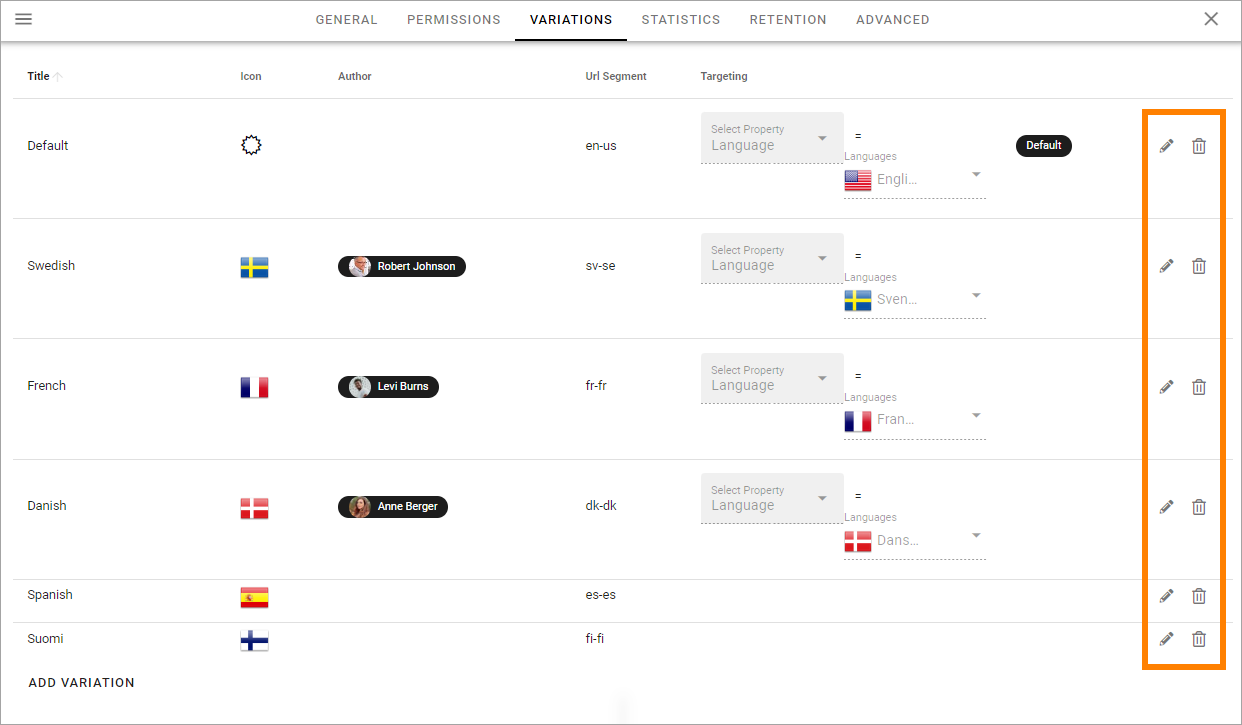 GENERAL PERMISSIONS VARIATIONS STATISTICS RETENTION ADVANCED
Title Icon Author Url Segment Targeting
Default en-us Select Property Language = Languages Engli... Default
Swedish Robert Johnson sv-se Select Property Language = Languages Sven...
French Levi Burns fr-fr Select Property Language = Languages Fran...
Danish Anne Berger dk-dk Select Property Language = Languages Dans...
Spanish es-es
Suomi fi-fi
ADD VARIATION